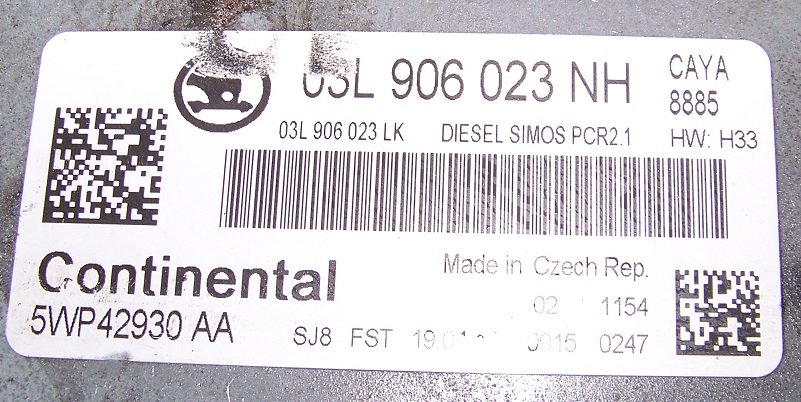 03L 906 023 NH
CAYA
8885
03L 906 023 LK DIESEL SIMOS PCR2.1 HW: H33
Continental
Made in Czech Rep.
5WP42930 AA
02 1154
SJ8 FST 19 0247